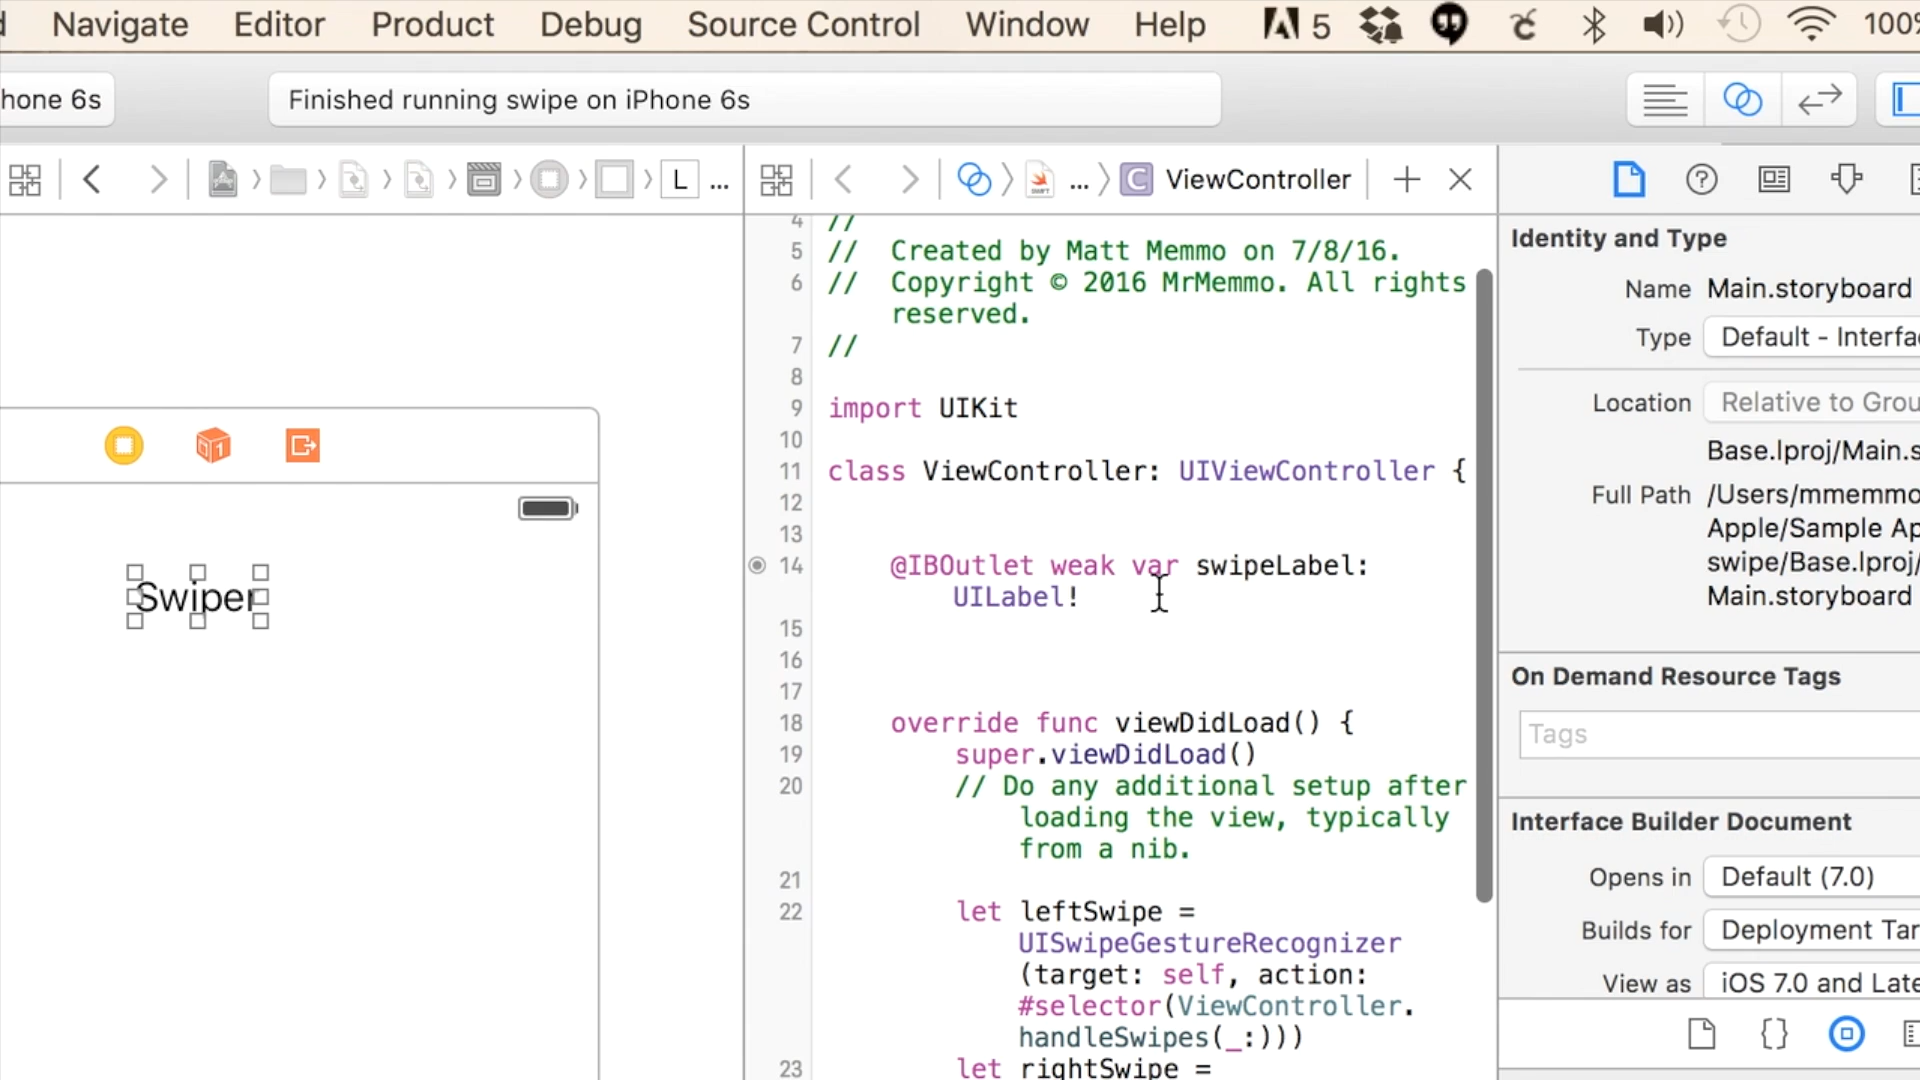 Navigate Editor Product Debug Source Control Window Help 5 100%
hone 6s
Finished running swipe on iPhone 6s
L ...
... C ViewController
4 //
5 // Created by Matt Memmo on 7/8/16.
6 // Copyright © 2016 MrMemmo. All rights
reserved.
7 //
8
9 import UIKit
10
11 class ViewController: UIViewController {
12
13
14 @IBOutlet weak var swipeLabel:
UILabel!
15
16
17
18 override func viewDidLoad() {
19 super.viewDidLoad()
20 // Do any additional setup after
loading the view, typically
from a nib.
21
22 let leftSwipe =
UISwipeGestureRecognizer
(target: self, action:
#selector(ViewController.
handleSwipes(_:)))
23 let rightSwipe =
Swiper
Identity and Type
Name Main.storyboard
Type Default - Interfa
Location Relative to Grou
Base.lproj/Main.s
Full Path /Users/mmemmo
Apple/Sample Ap
swipe/Base.lproj/
Main.storyboard
On Demand Resource Tags
Tags
Interface Builder Document
Opens in Default (7.0)
Builds for Deployment Tar
View as iOS 7.0 and Late